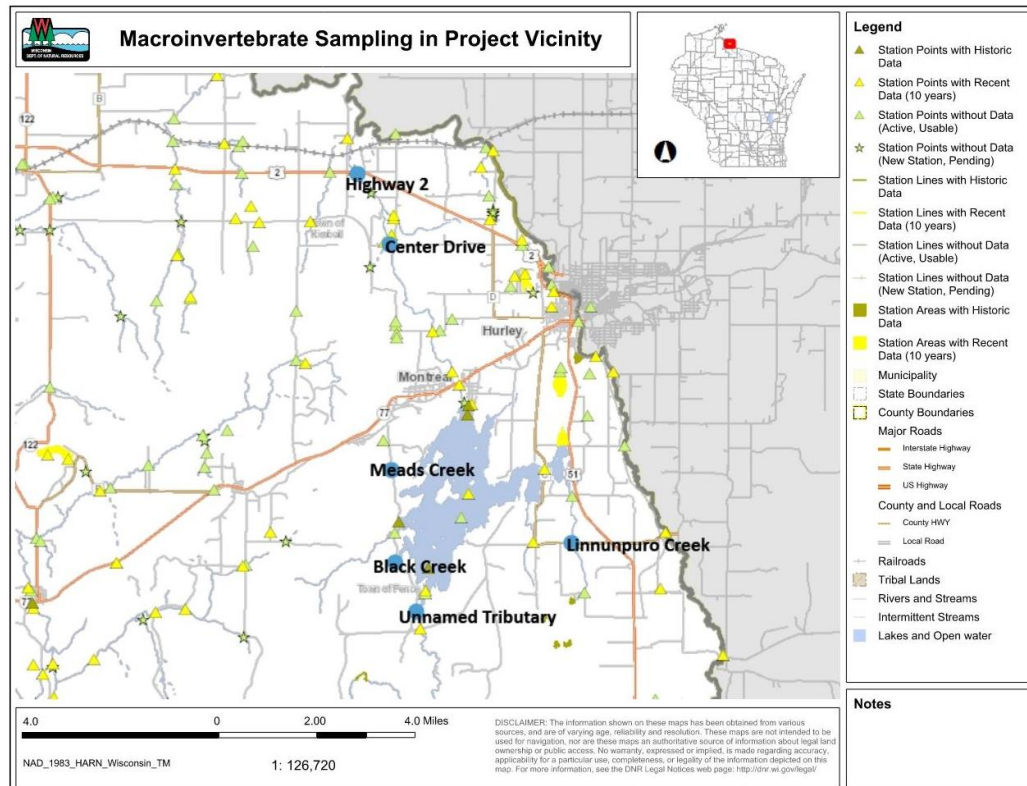 WISCONSIN
DEPT. OF NATURAL RESOURCES
Macroinvertebrate Sampling in Project Vicinity
122
B
2
Highway 2
Center Drive
2
D
Hurley
Montreal
77
122
Meads Creek
51
Linnunpuro Creek
Black Creek
Unnamed Tributary
77
Legend
Station Points with Historic
Data
Station Points with Recent
Data (10 years)
Station Points without Data
(Active, Usable)
Station Points without Data
(New Station, Pending)
Station Lines with Historic
Data
Station Lines with Recent
Data (10 years)
Station Lines without Data
(Active, Usable)
Station Lines without Data
(New Station, Pending)
Station Areas with Historic
Data
Station Areas with Recent
Data (10 years)
Municipality
State Boundaries
County Boundaries
Major Roads
Interstate Highway
State Highway
US Highway
County and Local Roads
County HWY
Local Road
Railroads
Tribal Lands
Rivers and Streams
Intermittent Streams
Lakes and Open water
Notes
4.0 0 2.00 4.0 Miles
NAD_1983_HARN_Wisconsin_TM
1: 126,720
DISCLAIMER: The information shown on these maps has been obtained from various
sources, and are of varying age, reliability and resolution. These maps are not intended to be
used for navigation, nor are these maps an authoritative source of information about legal land
ownership or public access. No warranty, expressed or implied, is made regarding accuracy,
applicability for a particular use, completeness, or legality of the information depicted on this
map. For more information, see the DNR Legal Notices web page: http://dnr.wi.gov/legal/